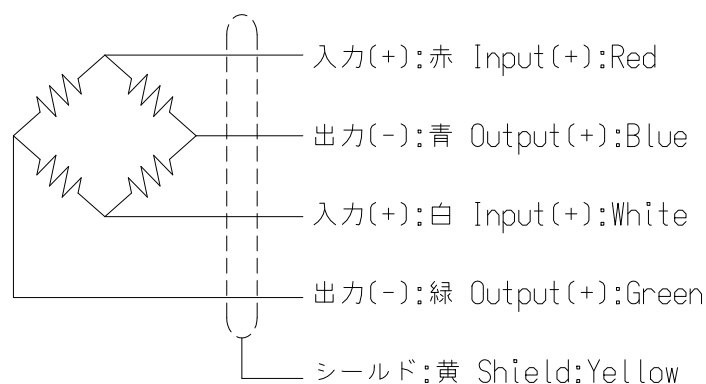 入力(+):赤 Input(+):Red
出力(-):青 Output(+):Blue
入力(+):白 Input(+):White
出力(-):緑 Output(+):Green
シールド:黄 Shield:Yellow